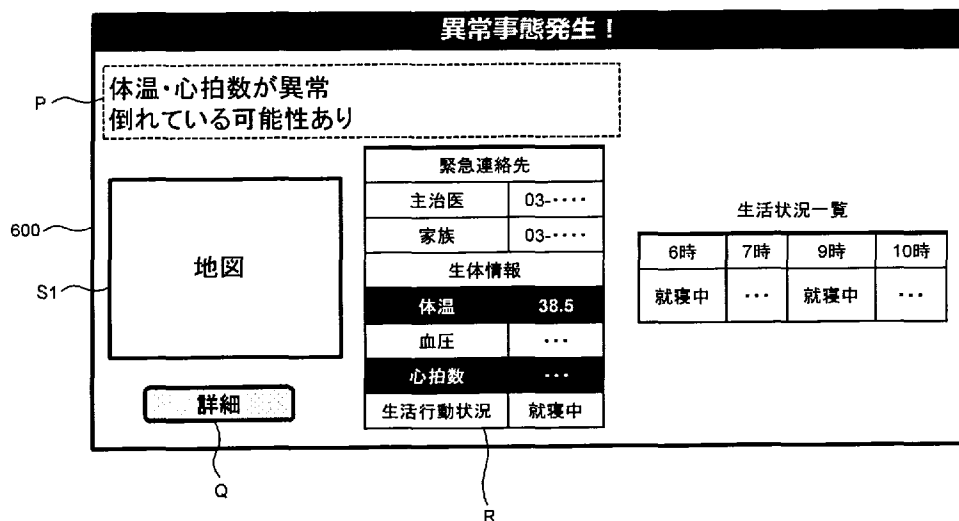 異常事態発生！
P
体温・心拍数が異常
倒れている可能性あり
600
S1
地図
詳細
Q
緊急連絡先
主治医 03-････
家族 03-････
生体情報
体温 38.5
血圧 ･･･
心拍数 ･･･
生活行動状況 就寝中
R
生活状況一覧
6時 7時 9時 10時
就寝中 ･･･ 就寝中 ･･･